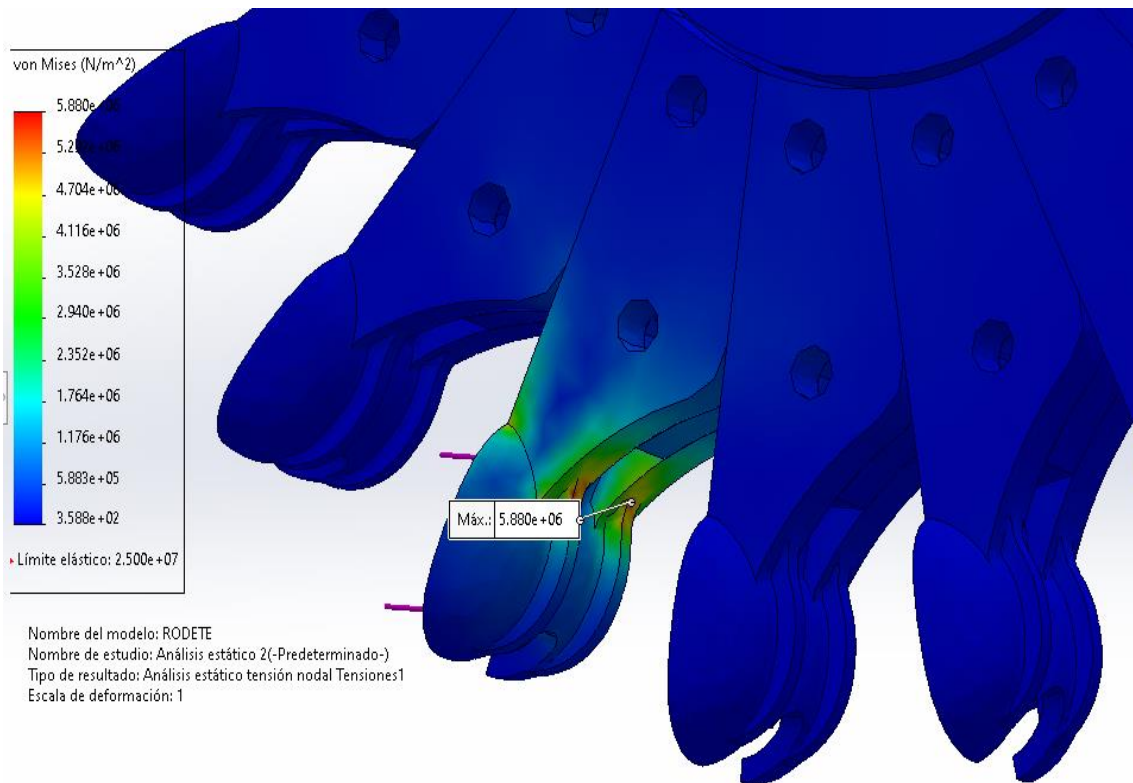 von Mises (N/m^2)
5.880e+06
4.704e+06
4.116e+06
3.528e+06
2.940e+06
2.352e+06
1.764e+06
1.176e+06
5.883e+05
3.588e+02
Límite elástico: 2.500e+07
Máx.: 5.880e+06
Nombre del modelo: RODETE
Nombre de estudio: Análisis estático 2(-Predeterminado-)
Tipo de resultado: Análisis estático tensión nodal Tensiones1
Escala de deformación: 1